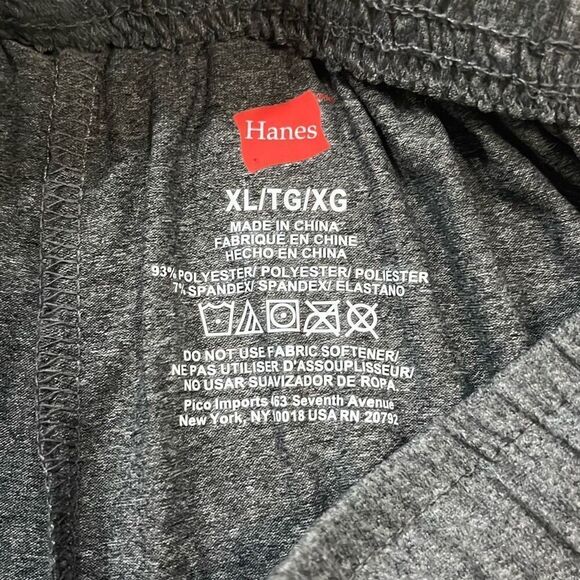 Hanes
XL/TG/XG
MADE IN CHINA
FABRIQUÉ EN CHINE
HECHO EN CHINA
93% POLYESTER/ POLYESTER/ POLIÉSTER
7% SPANDEX/ SPANDEX/ ELASTANO
DO NOT USE FABRIC SOFTENER/
NE PAS UTILISER D'ASSOUPLISSEUR/
NO USAR SUAVIZADOR DE ROPA.
Pico Imports 463 Seventh Avenue
New York, NY 10018 USA RN 20792